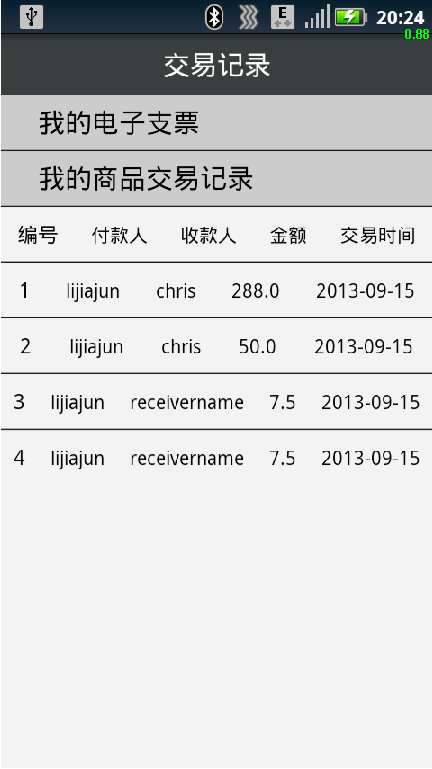 E 20:24
0.88
交易记录
我的电子支票
我的商品交易记录
编号 付款人 收款人 金额 交易时间
1 lijiajun chris 288.0 2013-09-15
2 lijiajun chris 50.0 2013-09-15
3 lijiajun receivername 7.5 2013-09-15
4 lijiajun receivername 7.5 2013-09-15